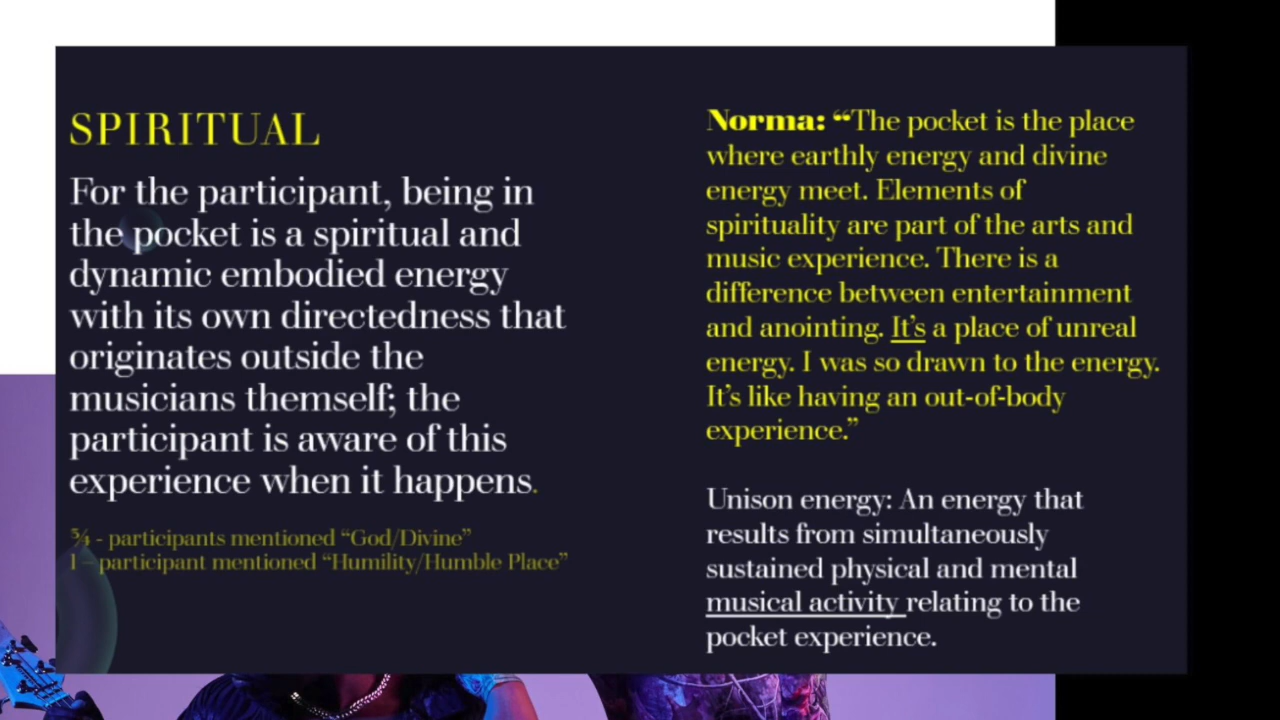 SPIRITUAL
For the participant, being in
the pocket is a spiritual and
dynamic embodied energy
with its own directedness that
originates outside the
musicians themself; the
participant is aware of this
experience when it happens.
¾ - participants mentioned “God/Divine”
1 – participant mentioned “Humility/Humble Place”
Norma: “The pocket is the place
where earthly energy and divine
energy meet. Elements of
spirituality are part of the arts and
music experience. There is a
difference between entertainment
and anointing. It’s a place of unreal
energy. I was so drawn to the energy.
It’s like having an out-of-body
experience.”
Unison energy: An energy that
results from simultaneously
sustained physical and mental
musical activity relating to the
pocket experience.